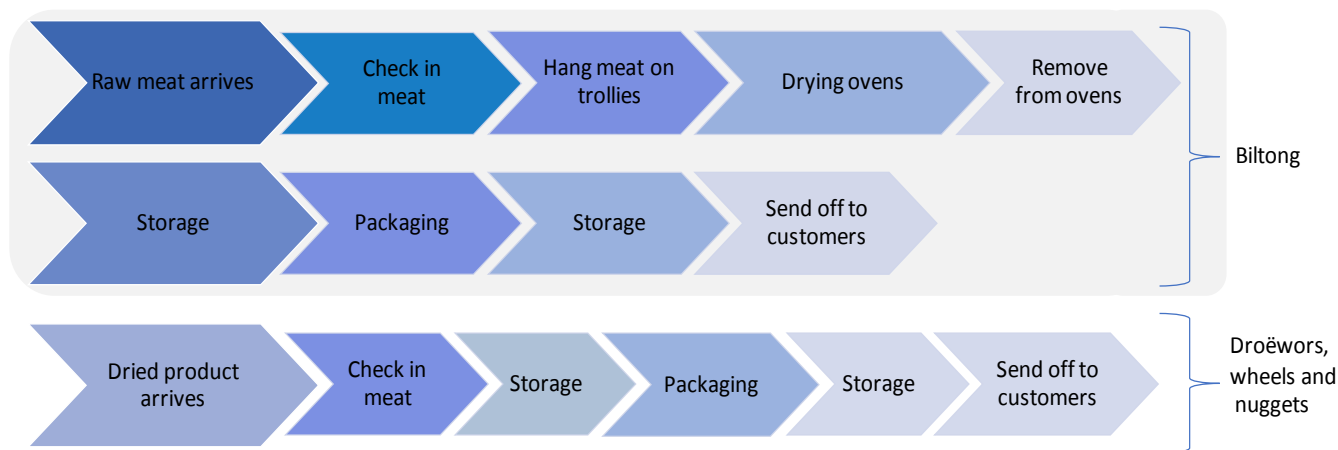 Raw meat arrives
Check in
meat
Hang meat on
trollies
Drying ovens
Remove
from ovens
Storage
Packaging
Storage
Send off to
customers
Biltong
Dried product
arrives
Check in
meat
Storage
Packaging
Storage
Send off to
customers
Droëwors,
wheels and
nuggets